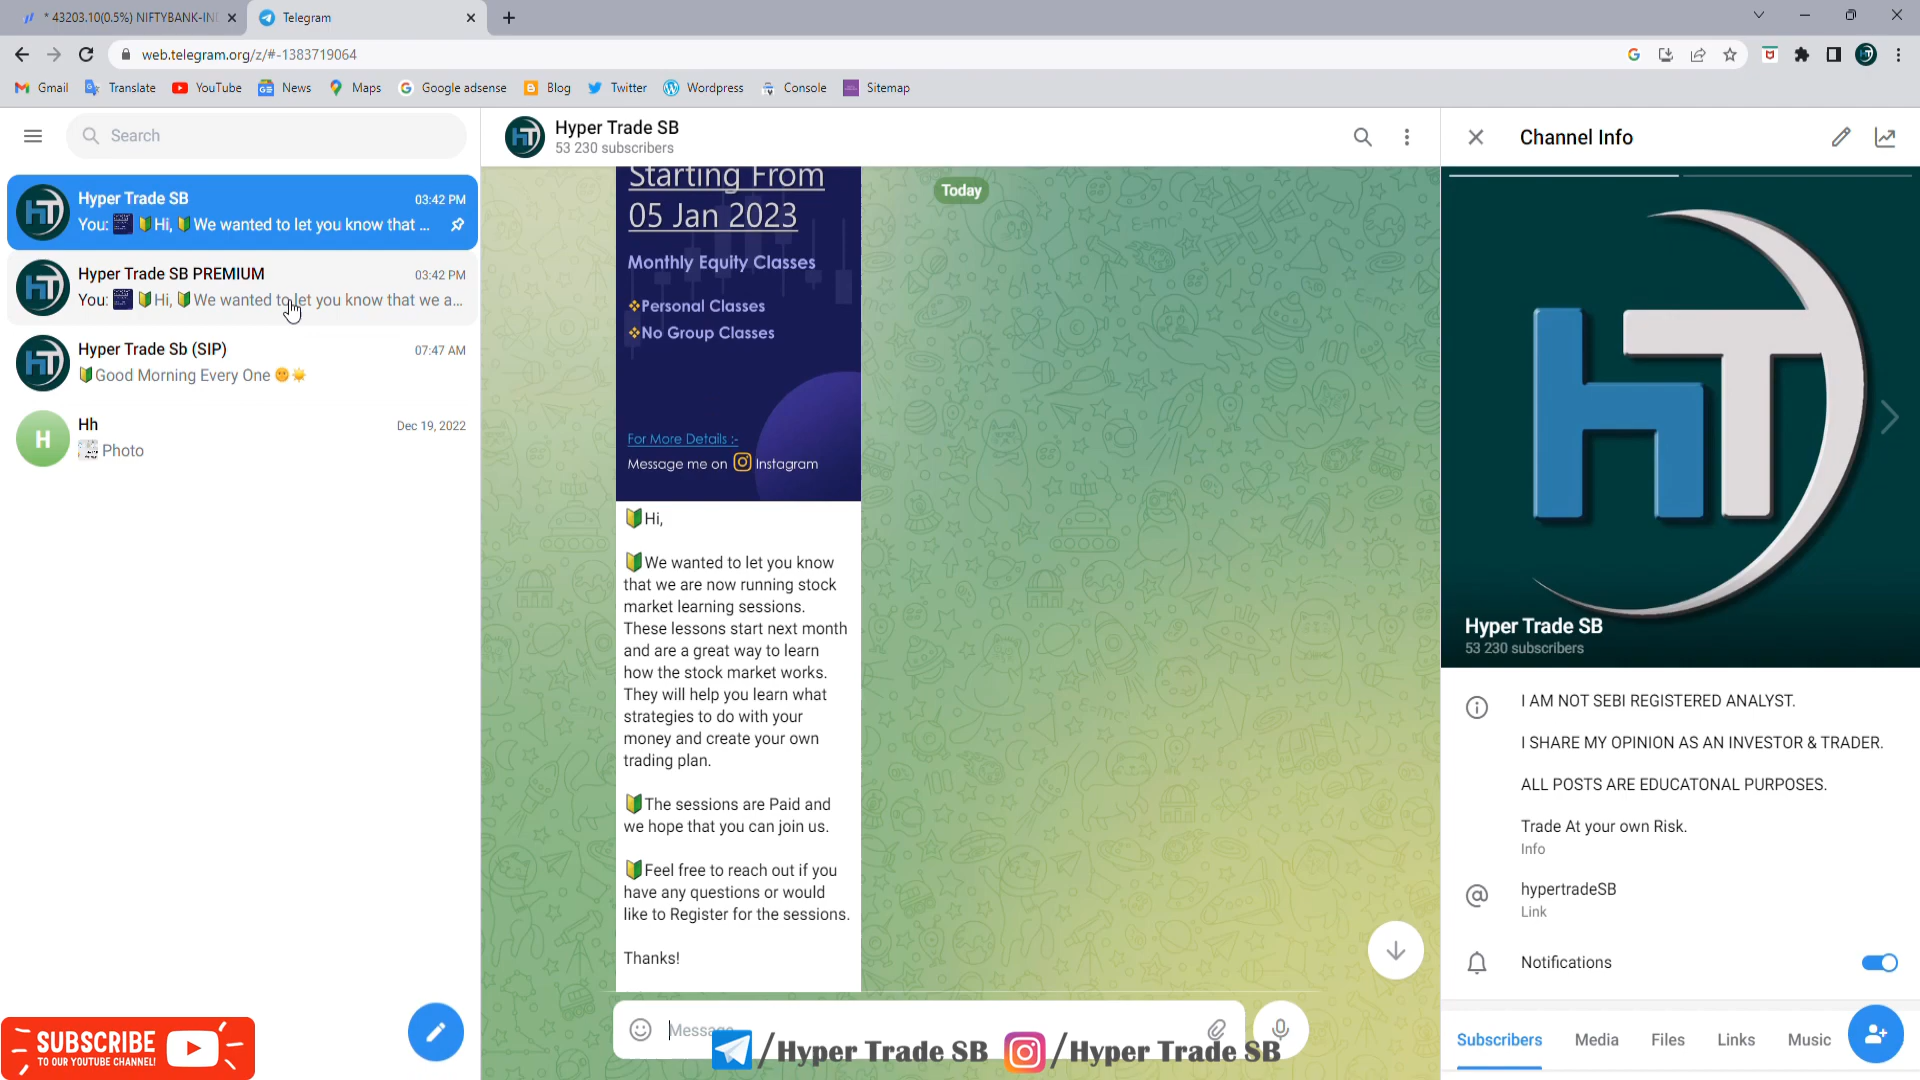 * 43203.10(0.5%) NIFTYBANK-IN
Telegram
web.telegram.org/z/#-1383719064
Gmail
Translate
YouTube
News
Maps
Google adsense
Blog
Twitter
Wordpress
Console
Sitemap
Search
Hyper Trade SB
03:42 PM
You: Hi, We wanted to let you know that ...
Hyper Trade SB PREMIUM
03:42 PM
You: Hi, We wanted to let you know that we a...
Hyper Trade Sb (SIP)
07:47 AM
Good Morning Every One
H
Hh
Dec 19, 2022
Photo
SUBSCRIBE
TO OUR YOUTUBE CHANNEL!
Hyper Trade SB
53 230 subscribers
Today
Starting From
05 Jan 2023
Monthly Equity Classes
Personal Classes
No Group Classes
For More Details :-
Message me on Instagram
Hi,
We wanted to let you know
that we are now running stock
market learning sessions.
These lessons start next month
and are a great way to learn
how the stock market works.
They will help you learn what
strategies to do with your
money and create your own
trading plan.
The sessions are Paid and
we hope that you can join us.
Feel free to reach out if you
have any questions or would
like to Register for the sessions.
Thanks!
Message
/Hyper Trade SB
/Hyper Trade SB
Channel Info
hT
Hyper Trade SB
53 230 subscribers
I AM NOT SEBI REGISTERED ANALYST.
I SHARE MY OPINION AS AN INVESTOR & TRADER.
ALL POSTS ARE EDUCATONAL PURPOSES.
Trade At your own Risk.
Info
hypertradeSB
Link
Notifications
Subscribers
Media
Files
Links
Music